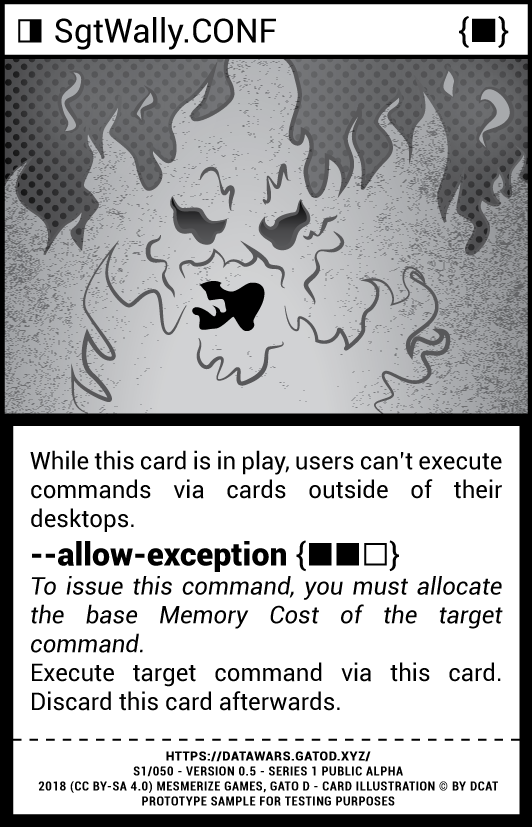 ◨ SgtWally.CONF {■}
While this card is in play, users can't execute
commands via cards outside of their
desktops.
--allow-exception {■■□}
To issue this command, you must allocate
the base Memory Cost of the target
command.
Execute target command via this card.
Discard this card afterwards.
HTTPS://DATAWARS.GATOD.XYZ/
S1/050 - VERSION 0.5 - SERIES 1 PUBLIC ALPHA
2018 (CC BY-SA 4.0) MESMERIZE GAMES, GATO D - CARD ILLUSTRATION © BY DCAT
PROTOTYPE SAMPLE FOR TESTING PURPOSES